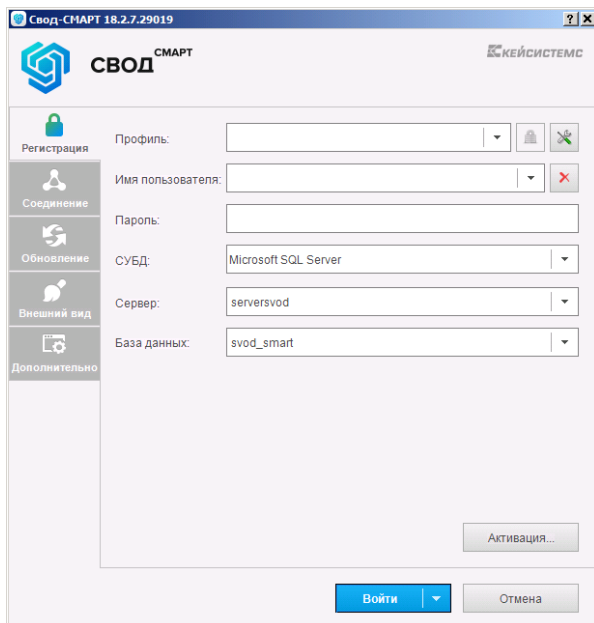 Свод-СМАРТ 18.2.7.29019
СВОД СМАРТ
КЕЙСИСТЕМС
Регистрация
Профиль:
Имя пользователя:
Соединение
Пароль:
Обновление
СУБД: Microsoft SQL Server
Внешний вид
Сервер: serversvod
База данных: svod_smart
Дополнительно
Активация...
Войти
Отмена